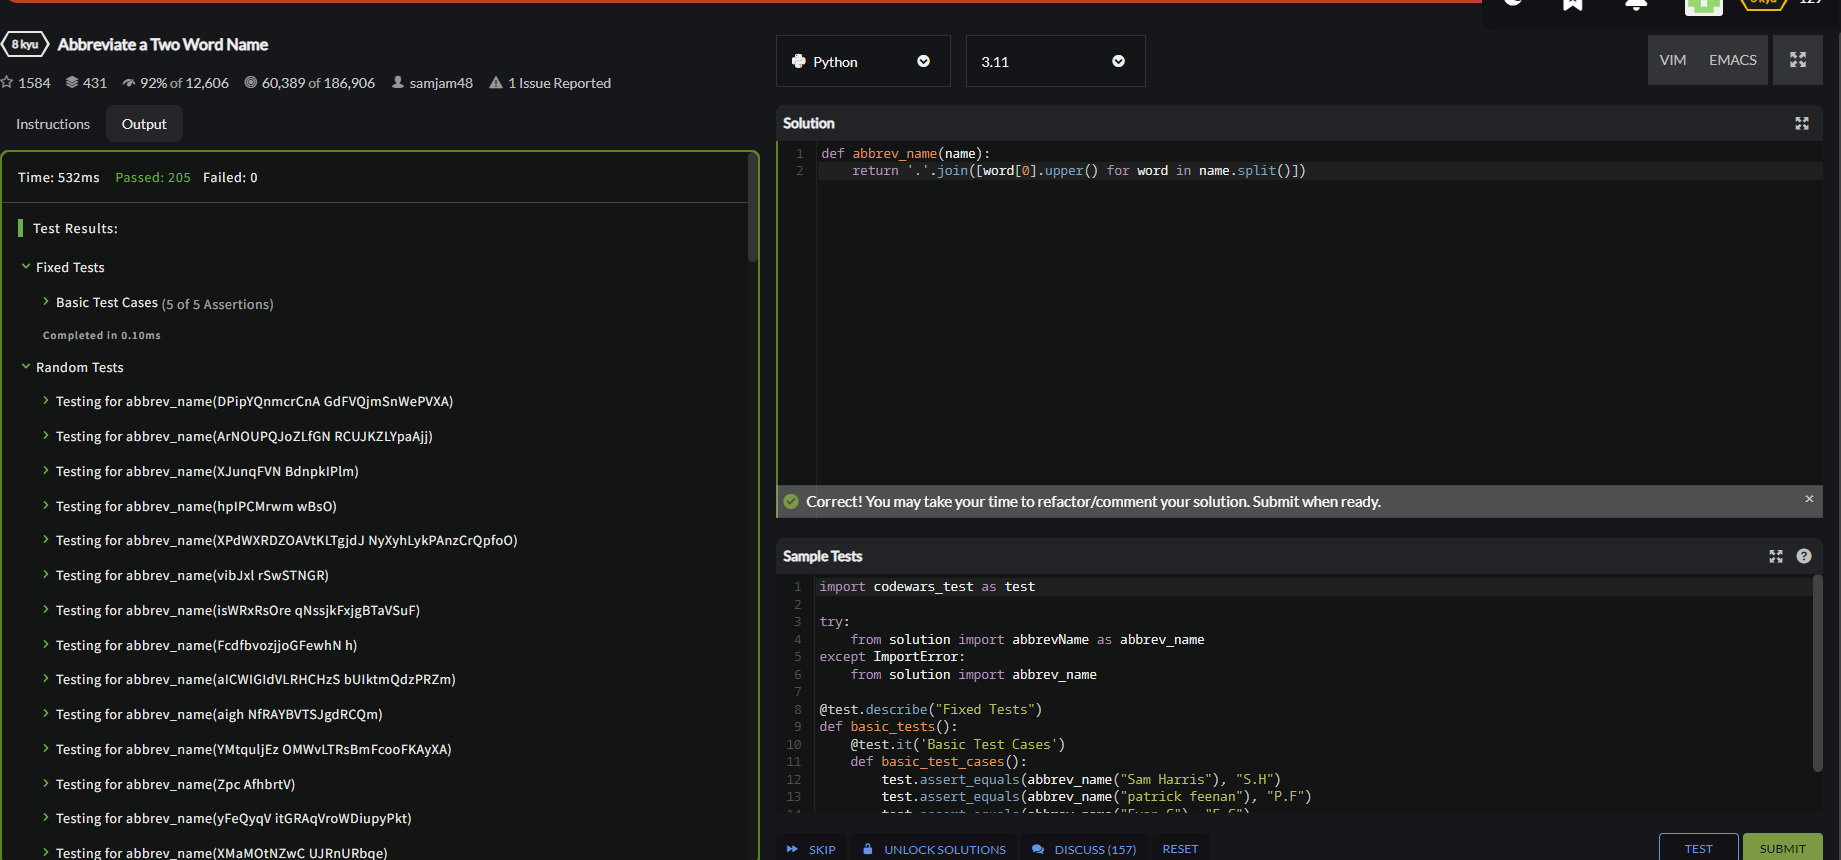 8 kyu Abbreviate a Two Word Name
1584 431 92% of 12,606 60,389 of 186,906 samjam48 1 Issue Reported
Instructions Output
Time: 532ms Passed: 205 Failed: 0
Test Results:
Fixed Tests
Basic Test Cases (5 of 5 Assertions)
Completed in 0.10ms
Random Tests
Testing for abbrev_name(DPipYQnmcrCnA GdFVQjmSnWePVXA)
Testing for abbrev_name(ArNOUPQJoZLfGN RCUJKZLYpaAjj)
Testing for abbrev_name(XJunqFVN BdnpkIPlm)
Testing for abbrev_name(hpIPCMrwm wBsO)
Testing for abbrev_name(XPdWXRDZOAVtKLTgjdJ NyXyhLykPAnzCrQpfoO)
Testing for abbrev_name(vibJxl rSwSTNGR)
Testing for abbrev_name(isWRxRsOre qNssjkFxjgBTaVSuF)
Testing for abbrev_name(FcdfbvozjjoGFewhN h)
Testing for abbrev_name(aICWIGIdVLRHCHzS bUIktmQdzPRZm)
Testing for abbrev_name(aigh NfRAYBVTSJgdRCQm)
Testing for abbrev_name(YMtquljEz OMWvLTRsBmFcooFKAyXA)
Testing for abbrev_name(Zpc AfhbrtV)
Testing for abbrev_name(yFeQyqV itGRAqVroWDiupyPkt)
Testing for abbrev_name(XMaMOtNZwC UJRnURbqe)
Python 3.11 VIM EMACS
Solution
1 def abbrev_name(name):
2 return '.'.join([word[0].upper() for word in name.split()])
Correct! You may take your time to refactor/comment your solution. Submit when ready.
Sample Tests
1 import codewars_test as test
2
3 try:
4 from solution import abbrevName as abbrev_name
5 except ImportError:
6 from solution import abbrev_name
7
8 @test.describe("Fixed Tests")
9 def basic_tests():
10 @test.it('Basic Test Cases')
11 def basic_test_cases():
12 test.assert_equals(abbrev_name("Sam Harris"), "S.H")
13 test.assert_equals(abbrev_name("patrick feenan"), "P.F")
SKIP UNLOCK SOLUTIONS DISCUSS (157) RESET TEST SUBMIT